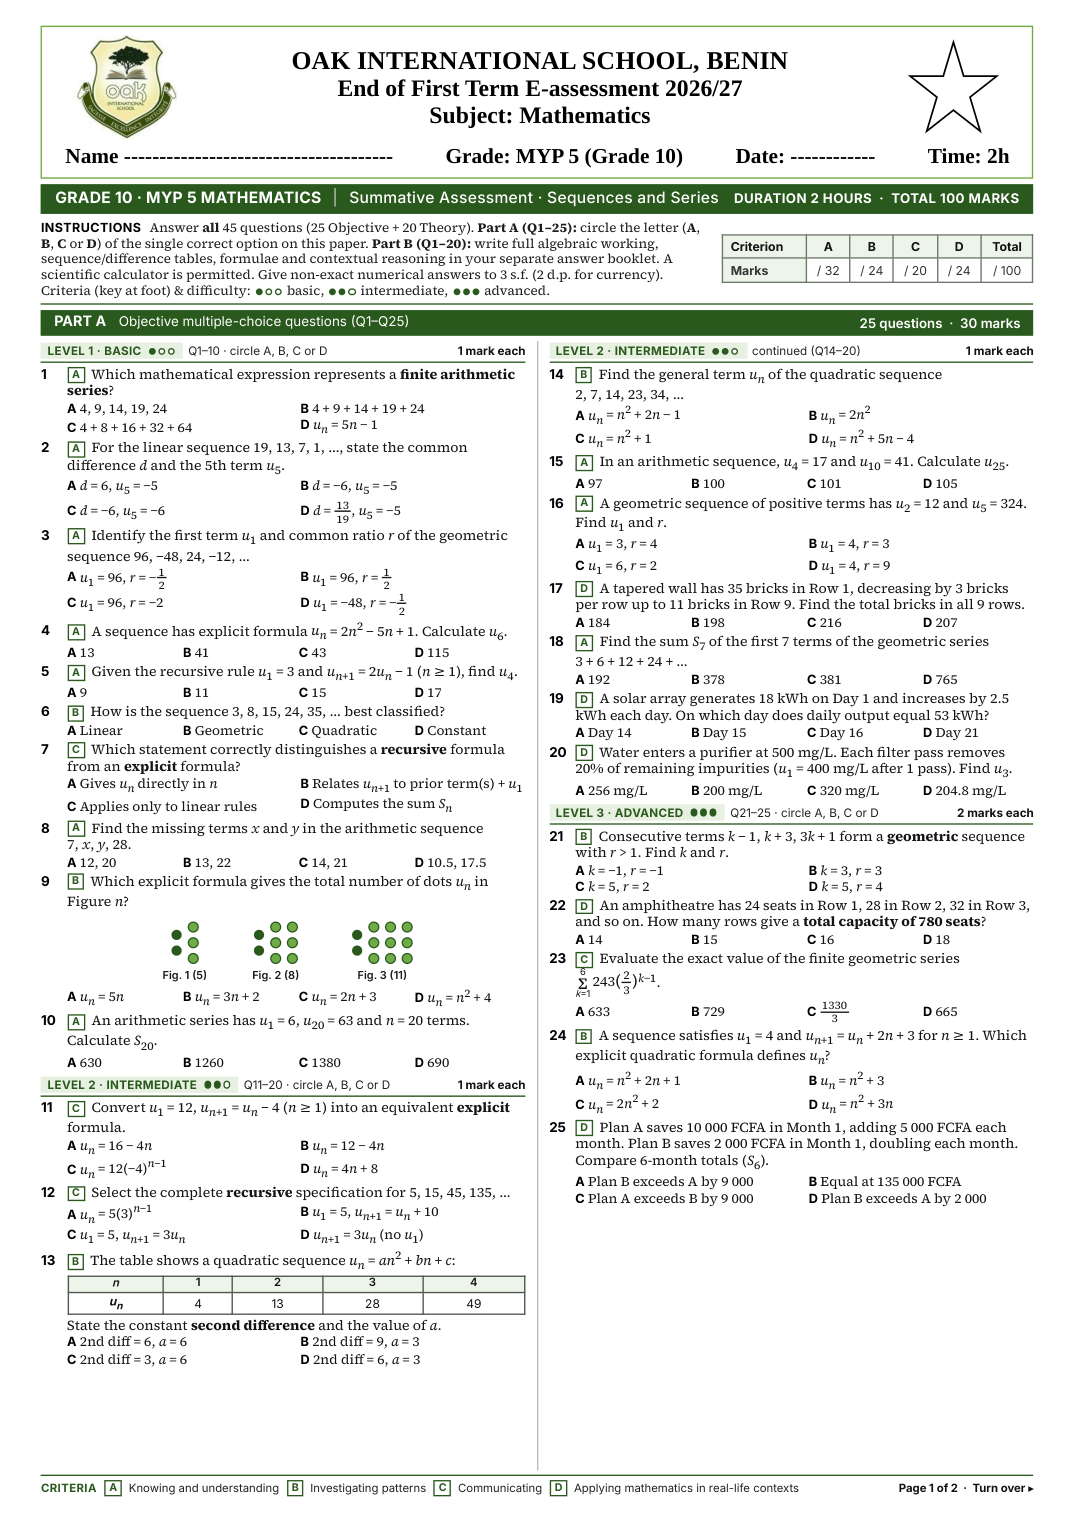 oak
INTERNATIONAL
SCHOOL
OAK INTERNATIONAL SCHOOL, BENIN
End of First Term E-assessment 2026/27
Subject: Mathematics
Name -------------------------------------- Grade: MYP 5 (Grade 10) Date: ------------ Time: 2h
GRADE 10 · MYP 5 MATHEMATICS | Summative Assessment · Sequences and Series DURATION 2 HOURS · TOTAL 100 MARKS
INSTRUCTIONS Answer all 45 questions (25 Objective + 20 Theory). Part A (Q1–25): circle the letter (A,
B, C or D) of the single correct option on this paper. Part B (Q1–20): write full algebraic working,
sequence/difference tables, formulae and contextual reasoning in your separate answer booklet. A
scientific calculator is permitted. Give non-exact numerical answers to 3 s.f. (2 d.p. for currency).
Criteria (key at foot) & difficulty: ●○○ basic, ●●○ intermediate, ●●● advanced.
Criterion A B C D Total
Marks / 32 / 24 / 20 / 24 / 100
PART A Objective multiple-choice questions (Q1–Q25) 25 questions · 30 marks
LEVEL 1 · BASIC ●○○ Q1–10 · circle A, B, C or D 1 mark each
1 A Which mathematical expression represents a finite arithmetic
series?
A 4, 9, 14, 19, 24 B 4 + 9 + 14 + 19 + 24
C 4 + 8 + 16 + 32 + 64 D uₙ = 5n − 1
2 A For the linear sequence 19, 13, 7, 1, …, state the common
difference d and the 5th term u₅.
A d = 6, u₅ = −5 B d = −6, u₅ = −5
C d = −6, u₅ = −6 D d = 13/19, u₅ = −5
3 A Identify the first term u₁ and common ratio r of the geometric
sequence 96, −48, 24, −12, …
A u₁ = 96, r = −1/2 B u₁ = 96, r = 1/2
C u₁ = 96, r = −2 D u₁ = −48, r = −1/2
4 A A sequence has explicit formula uₙ = 2n² − 5n + 1. Calculate u₆.
A 13 B 41 C 43 D 115
5 A Given the recursive rule u₁ = 3 and uₙ₊₁ = 2uₙ − 1 (n ≥ 1), find u₄.
A 9 B 11 C 15 D 17
6 B How is the sequence 3, 8, 15, 24, 35, … best classified?
A Linear B Geometric C Quadratic D Constant
7 C Which statement correctly distinguishes a recursive formula
from an explicit formula?
A Gives uₙ directly in n B Relates uₙ₊₁ to prior term(s) + u₁
C Applies only to linear rules D Computes the sum Sₙ
8 A Find the missing terms x and y in the arithmetic sequence
7, x, y, 28.
A 12, 20 B 13, 22 C 14, 21 D 10.5, 17.5
9 B Which explicit formula gives the total number of dots uₙ in
Figure n?
Fig. 1 (5) Fig. 2 (8) Fig. 3 (11)
A uₙ = 5n B uₙ = 3n + 2 C uₙ = 2n + 3 D uₙ = n² + 4
10 A An arithmetic series has u₁ = 6, u₂₀ = 63 and n = 20 terms.
Calculate S₂₀.
A 630 B 1260 C 1380 D 690
LEVEL 2 · INTERMEDIATE ●●○ Q11–20 · circle A, B, C or D 1 mark each
11 C Convert u₁ = 12, uₙ₊₁ = uₙ − 4 (n ≥ 1) into an equivalent explicit
formula.
A uₙ = 16 − 4n B uₙ = 12 − 4n
C uₙ = 12(−4)ⁿ⁻¹ D uₙ = 4n + 8
12 C Select the complete recursive specification for 5, 15, 45, 135, …
A uₙ = 5(3)ⁿ⁻¹ B u₁ = 5, uₙ₊₁ = uₙ + 10
C u₁ = 5, uₙ₊₁ = 3uₙ D uₙ₊₁ = 3uₙ (no u₁)
13 B The table shows a quadratic sequence uₙ = an² + bn + c:
n 1 2 3 4
uₙ 4 13 28 49
State the constant second difference and the value of a.
A 2nd diff = 6, a = 6 B 2nd diff = 9, a = 3
C 2nd diff = 3, a = 6 D 2nd diff = 6, a = 3
LEVEL 2 · INTERMEDIATE ●●○ continued (Q14–20) 1 mark each
14 B Find the general term uₙ of the quadratic sequence
2, 7, 14, 23, 34, …
A uₙ = n² + 2n − 1 B uₙ = 2n²
C uₙ = n² + 1 D uₙ = n² + 5n − 4
15 A In an arithmetic sequence, u₄ = 17 and u₁₀ = 41. Calculate u₂₅.
A 97 B 100 C 101 D 105
16 A A geometric sequence of positive terms has u₂ = 12 and u₅ = 324.
Find u₁ and r.
A u₁ = 3, r = 4 B u₁ = 4, r = 3
C u₁ = 6, r = 2 D u₁ = 4, r = 9
17 D A tapered wall has 35 bricks in Row 1, decreasing by 3 bricks
per row up to 11 bricks in Row 9. Find the total bricks in all 9 rows.
A 184 B 198 C 216 D 207
18 A Find the sum S₇ of the first 7 terms of the geometric series
3 + 6 + 12 + 24 + …
A 192 B 378 C 381 D 765
19 D A solar array generates 18 kWh on Day 1 and increases by 2.5
kWh each day. On which day does daily output equal 53 kWh?
A Day 14 B Day 15 C Day 16 D Day 21
20 D Water enters a purifier at 500 mg/L. Each filter pass removes
20% of remaining impurities (u₁ = 400 mg/L after 1 pass). Find u₃.
A 256 mg/L B 200 mg/L C 320 mg/L D 204.8 mg/L
LEVEL 3 · ADVANCED ●●● Q21–25 · circle A, B, C or D 2 marks each
21 B Consecutive terms k − 1, k + 3, 3k + 1 form a geometric sequence
with r > 1. Find k and r.
A k = −1, r = −1 B k = 3, r = 3
C k = 5, r = 2 D k = 5, r = 4
22 D An amphitheatre has 24 seats in Row 1, 28 in Row 2, 32 in Row 3,
and so on. How many rows give a total capacity of 780 seats?
A 14 B 15 C 16 D 18
23 C Evaluate the exact value of the finite geometric series
6 Σ k=1 243(2/3)ᵏ⁻¹.
A 633 B 729 C 1330/3 D 665
24 B A sequence satisfies u₁ = 4 and uₙ₊₁ = uₙ + 2n + 3 for n ≥ 1. Which
explicit quadratic formula defines uₙ?
A uₙ = n² + 2n + 1 B uₙ = n² + 3
C uₙ = 2n² + 2 D uₙ = n² + 3n
25 D Plan A saves 10 000 FCFA in Month 1, adding 5 000 FCFA each
month. Plan B saves 2 000 FCFA in Month 1, doubling each month.
Compare 6-month totals (S₆).
A Plan B exceeds A by 9 000 B Equal at 135 000 FCFA
C Plan A exceeds B by 9 000 D Plan B exceeds A by 2 000
CRITERIA A Knowing and understanding B Investigating patterns C Communicating D Applying mathematics in real-life contexts Page 1 of 2 · Turn over ▸